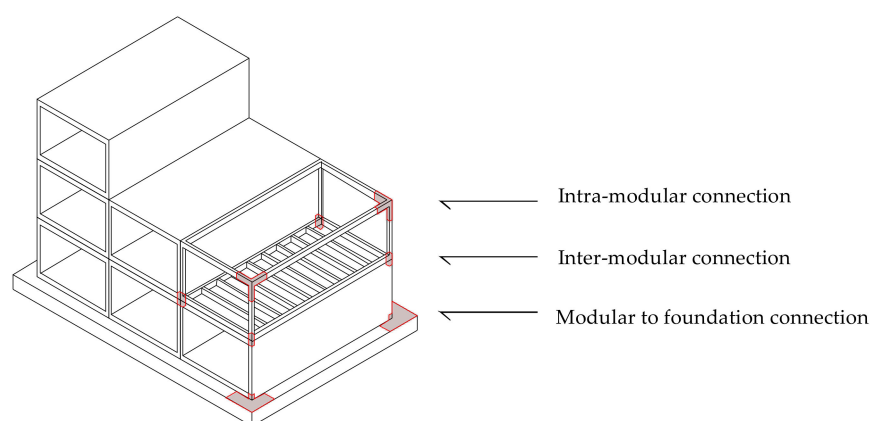 Intra-modular connection
Inter-modular connection
Modular to foundation connection